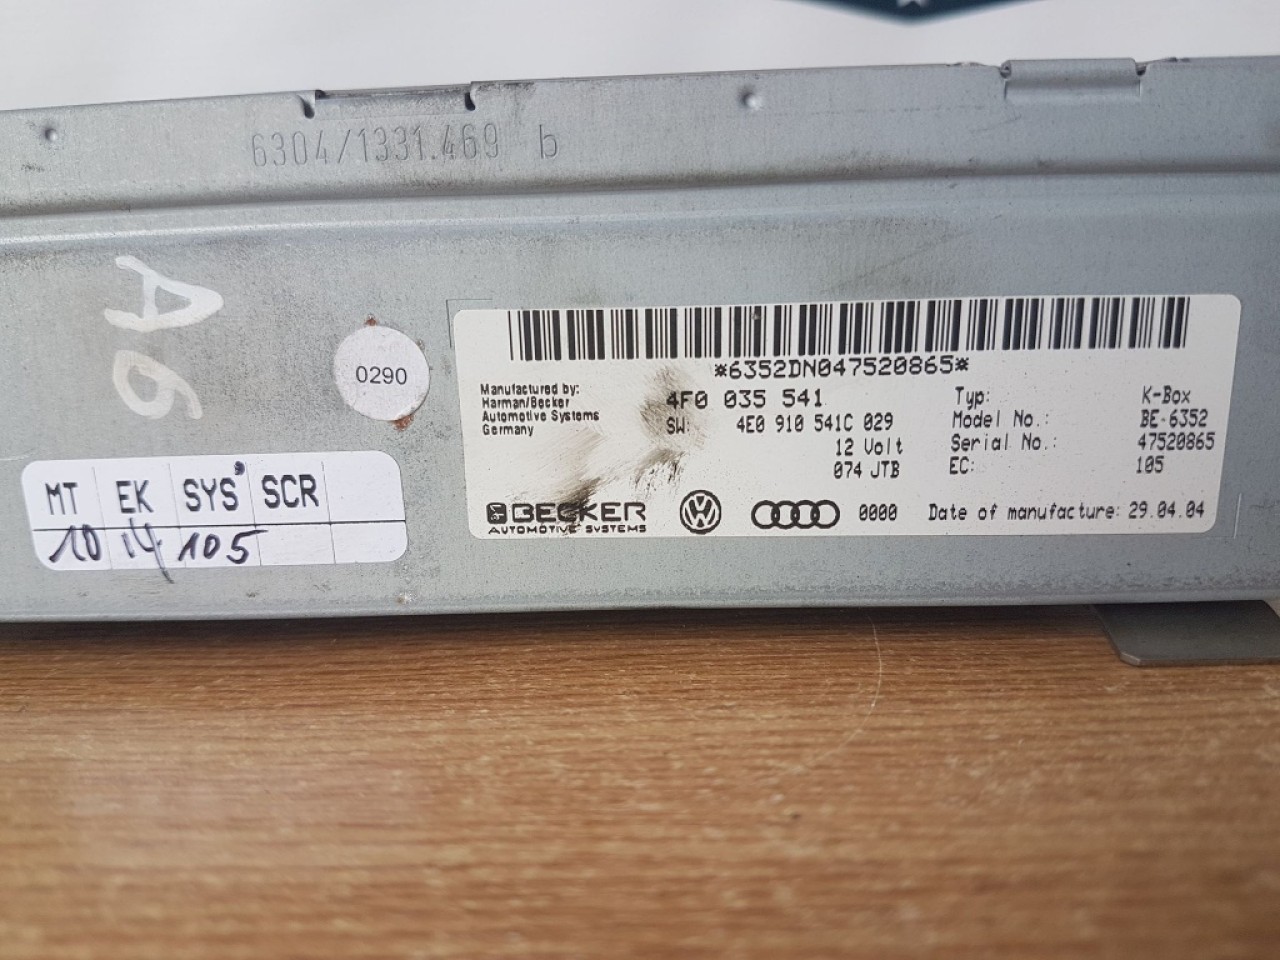 6304/1331.469 b
A6
0290
*6352DN047520865*
Manufactured by:
Harman/Becker
Automotive Systems
Germany
4F0 035 541
SW: 4E0 910 541C 029
12 Volt
074 JTB
Typ: K-Box
Model No.: BE-6352
Serial No.: 47520865
EC: 105
BECKER
AUTOMOTIVE SYSTEMS
0000
Date of manufacture: 29.04.04
MT EK SYS SCR
10 14 105